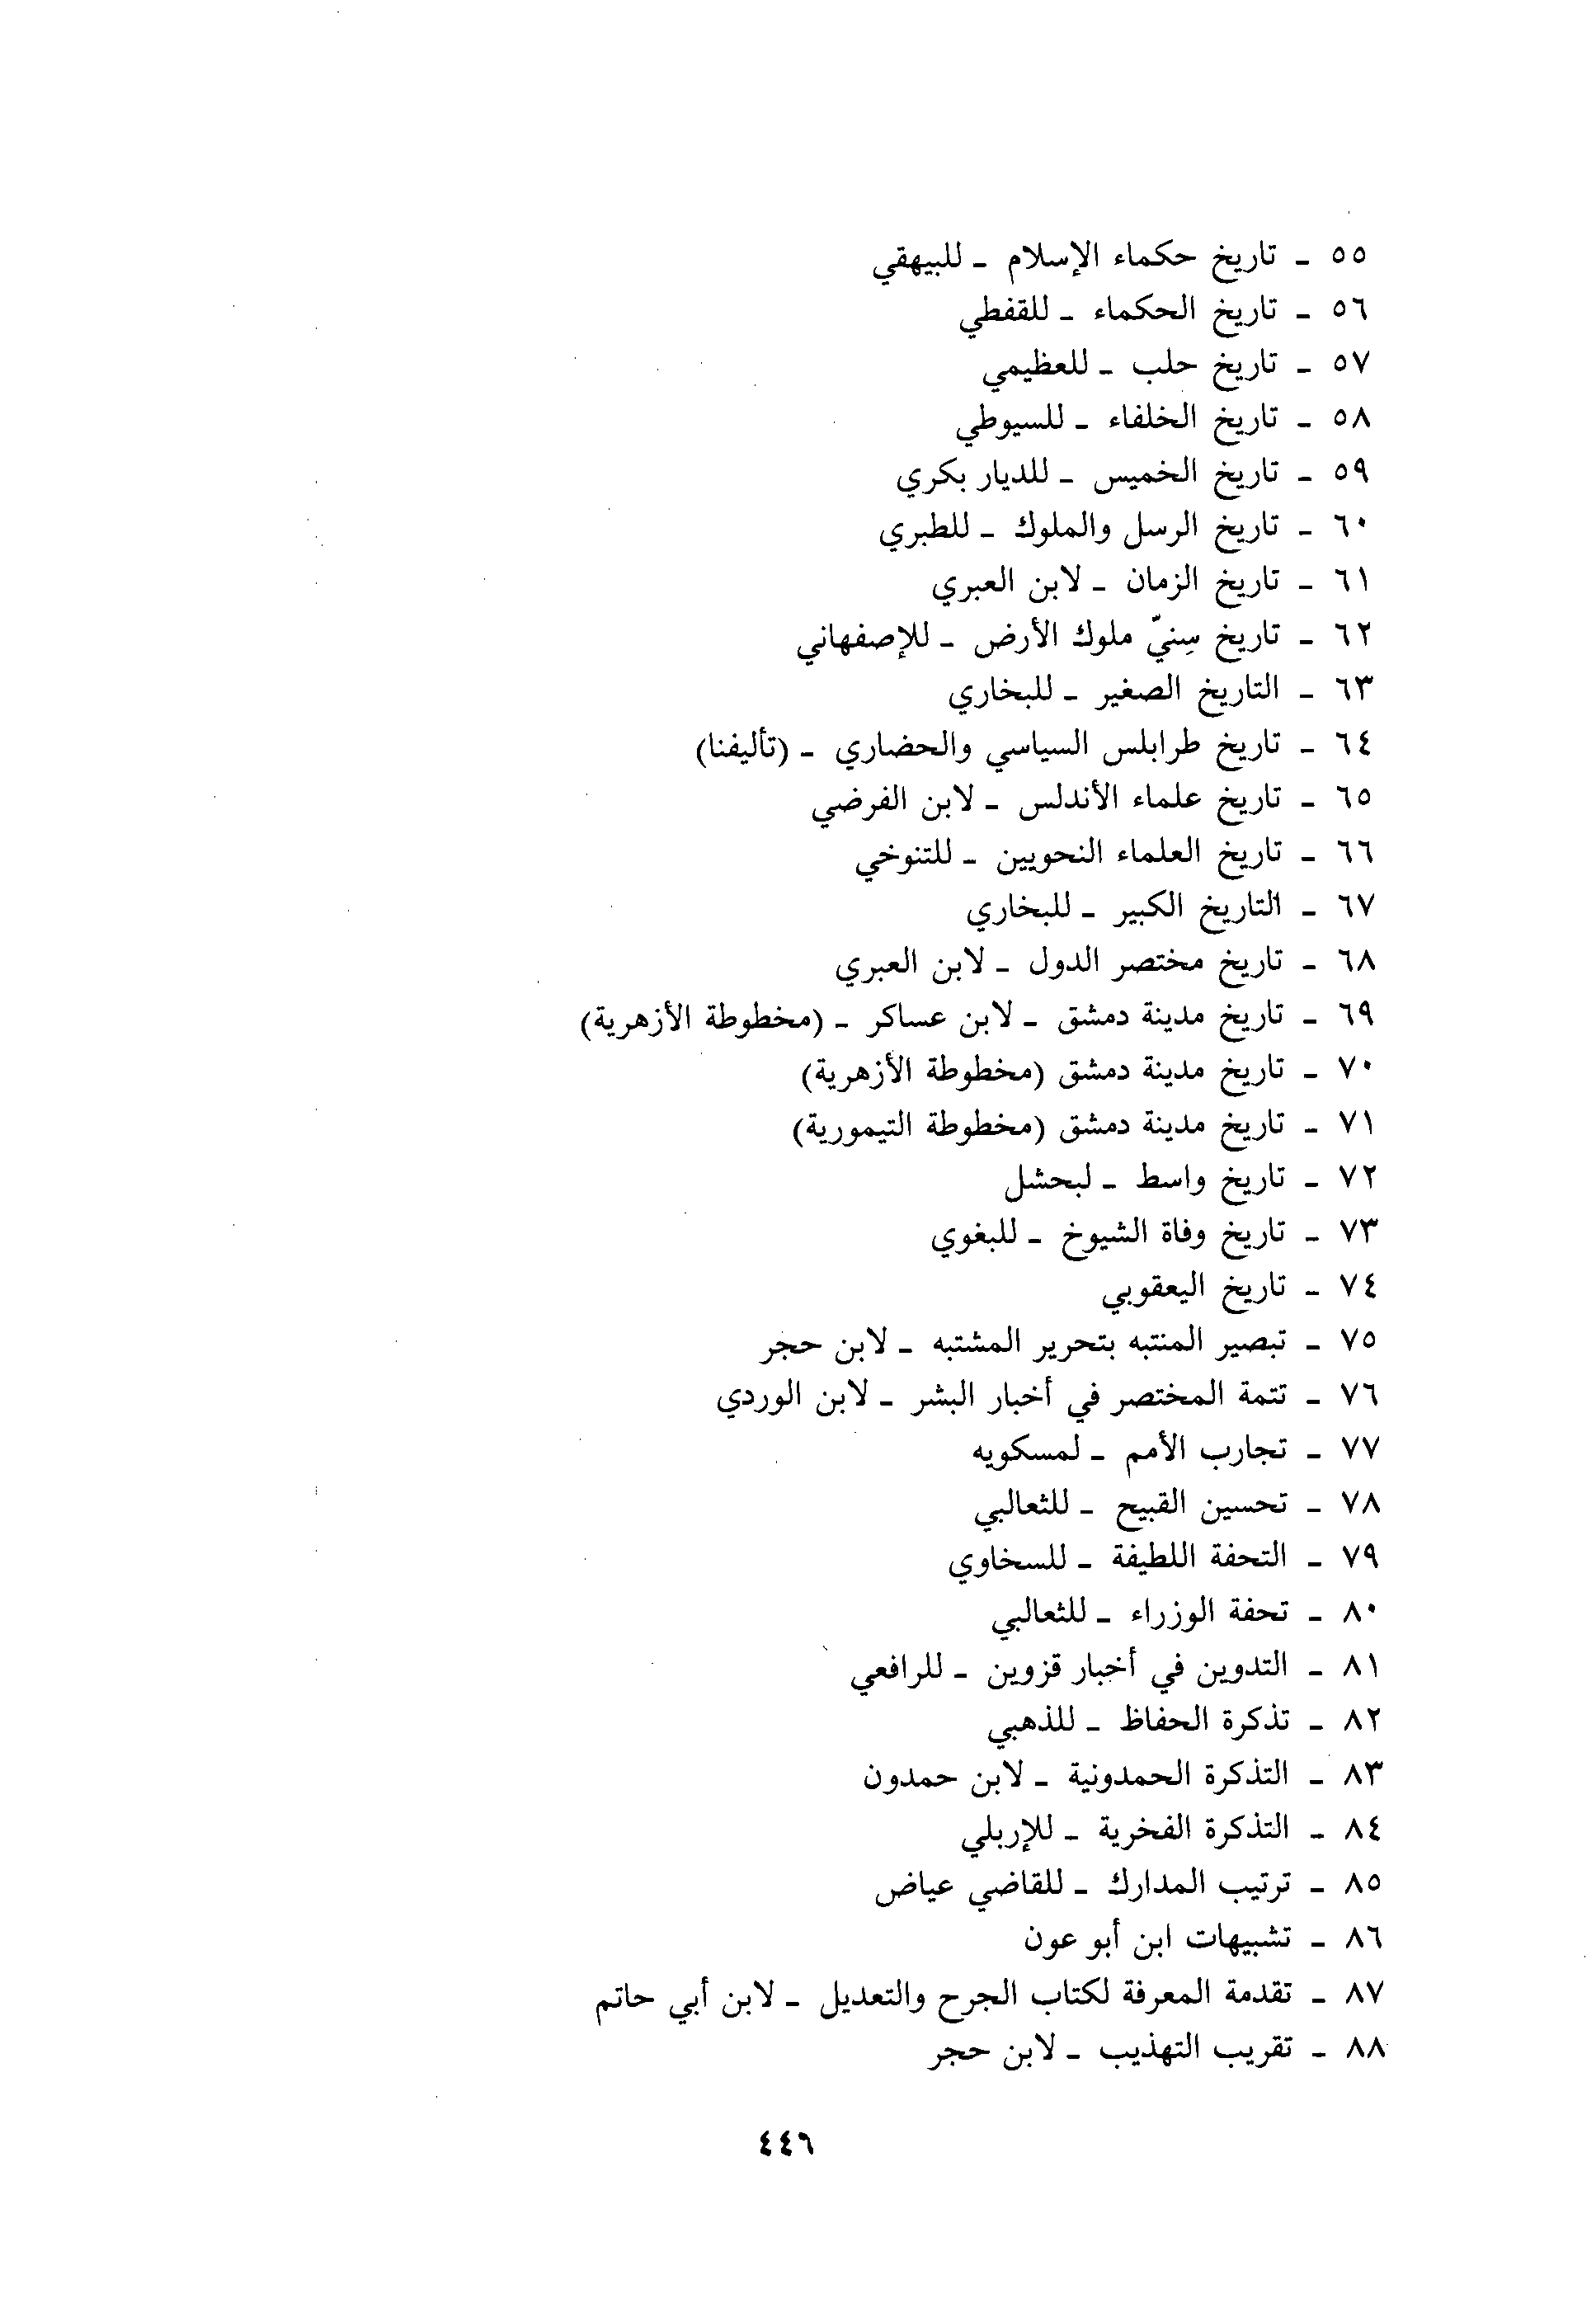 ٥٥ - تاريخ حكماء الإسلام - للبيهقي
٥٦ - تاريخ الحكماء - للقفطي
٥٧ - تاريخ حلب - للعظيمي
٥٨ - تاريخ الخلفاء - للسيوطي
٥٩ - تاريخ الخميس - للديار بكري
٦٠ - تاريخ الرسل والملوك - للطبري
٦١ - تاريخ الزمان - لابن العبري
٦٢ - تاريخ سِنيّ ملوك الأرض - للإصفهاني
٦٣ - التاريخ الصغير - للبخاري
٦٤ - تاريخ طرابلس السياسي والحضاري - (تأليفنا)
٦٥ - تاريخ علماء الأندلس - لابن الفرضي
٦٦ - تاريخ العلماء النحويين - للتنوخي
٦٧ - التاريخ الكبير - للبخاري
٦٨ - تاريخ مختصر الدول - لابن العبري
٦٩ - تاريخ مدينة دمشق - لابن عساكر - (مخطوطة الأزهرية)
٧٠ - تاريخ مدينة دمشق (مخطوطة الأزهرية)
٧١ - تاريخ مدينة دمشق (مخطوطة التيمورية)
٧٢ - تاريخ واسط - لبحشل
٧٣ - تاريخ وفاة الشيوخ - للبغوي
٧٤ - تاريخ اليعقوبي
٧٥ - تبصير المنتبه بتحرير المشتبه - لابن حجر
٧٦ - تتمة المختصر في أخبار البشر - لابن الوردي
٧٧ - تجارب الأمم - لمسكويه
٧٨ - تحسين القبيح - للثعالبي
٧٩ - التحفة اللطيفة - للسخاوي
٨٠ - تحفة الوزراء - للثعالبي
٨١ - التدوين في أخبار قزوين - للرافعي
٨٢ - تذكرة الحفاظ - للذهبي
٨٣ - التذكرة الحمدونية - لابن حمدون
٨٤ - التذكرة الفخرية - للإربلي
٨٥ - ترتيب المدارك - للقاضي عياض
٨٦ - تشبيهات ابن أبو عون
٨٧ - تقدمة المعرفة لكتاب الجرح والتعديل - لابن أبي حاتم
٨٨ - تقريب التهذيب - لابن حجر
٤٤٦